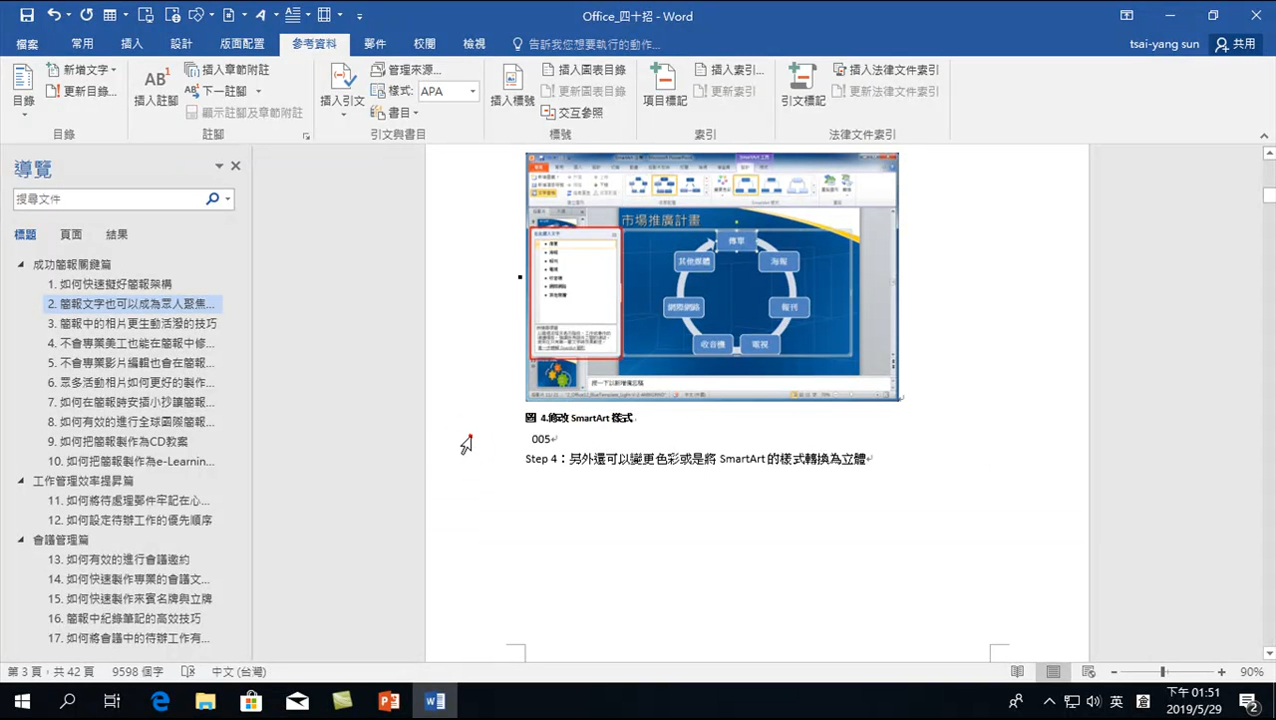 Office_四十招 - Word
檔案 常用 插入 設計 版面配置 參考資料 郵件 校閱 檢視 告訴我您想要執行的動作... tsai-yang sun 共用
目錄 新增文字 更新目錄...
目錄
AB1 插入註腳 插入章節附註 下一註腳 顯示註腳及章節附註
註腳
插入引文 管理來源... 樣式: APA 書目
引文與書目
插入標號 插入圖表目錄 更新圖表目錄 交互參照
標號
項目標記 插入索引... 更新索引
索引
引文標記 插入法律文件索引 更新法律文件索引
法律文件索引
導覽
搜尋文件
標題 頁面 結果
成功簡報關鍵篇
1. 如何快速擬好簡報架構
2. 簡報文字也可以成為眾人聚焦...
3. 簡報中的相片更生動活潑的技巧
4. 不會專業美工也能在簡報中修...
5. 不會專業影片編輯也會在簡報...
6. 眾多活動相片如何更好的製作...
7. 如何在簡報中安插小抄讓簡報...
8. 如何有效的進行全球團隊簡報...
9. 如何把簡報製作為CD教案
10. 如何把簡報製作為e-Learnin...
工作管理效率提昇篇
11. 如何將待處理郵件牢記在心...
12. 如何設定待辦工作的優先順序
會議管理篇
13. 如何有效的進行會議邀約
14. 如何快速製作專業的會議文...
15. 如何快速製作來賓名牌與立牌
16. 簡報中紀錄筆記的高效技巧
17. 如何將會議中的待辦工作有...
市場推廣計畫
傳單
海報
報刊
電視
收音機
網際網路
其他媒體
按一下以新增備忘稿
圖 4.修改 SmartArt 樣式
005
Step 4：另外還可以變更色彩或是將 SmartArt 的樣式轉換為立體
第 3 頁，共 42 頁 9598 個字 中文 (台灣) 90%
英 下午 01:51
2019/5/29 2